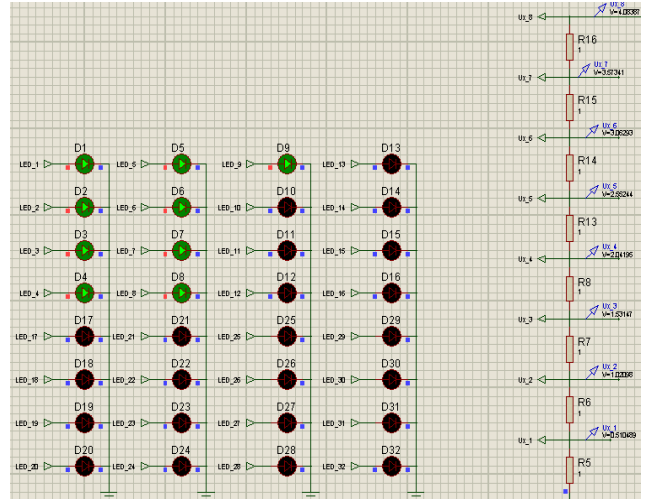 Ux_8
V=4.08387
Ux_8
R16
1
Ux_7
V=3.57341
Ux_7
R15
1
Ux_6
V=3.06293
Ux_6
D1 D5 D9 D13
R14
1
LED_1 LED_5 LED_9 LED_13
D2 D6 D10 D14
Ux_5
V=2.55244
Ux_5
LED_2 LED_6 LED_10 LED_14
R13
1
D3 D7 D11 D15
Ux_4
V=2.04195
LED_3 LED_7 LED_11 LED_15
Ux_4
D4 D8 D12 D16
R8
1
LED_4 LED_8 LED_12 LED_16
Ux_3
V=1.53147
Ux_3
D17 D21 D25 D29
LED_17 LED_21 LED_25 LED_29
R7
1
D18 D22 D26 D30
Ux_2
V=1.02098
LED_18 LED_22 LED_26 LED_30
Ux_2
D19 D23 D27 D31
R6
1
LED_19 LED_23 LED_27 LED_31
Ux_1
V=0.510489
Ux_1
D20 D24 D28 D32
LED_20 LED_24 LED_28 LED_32
R5
1